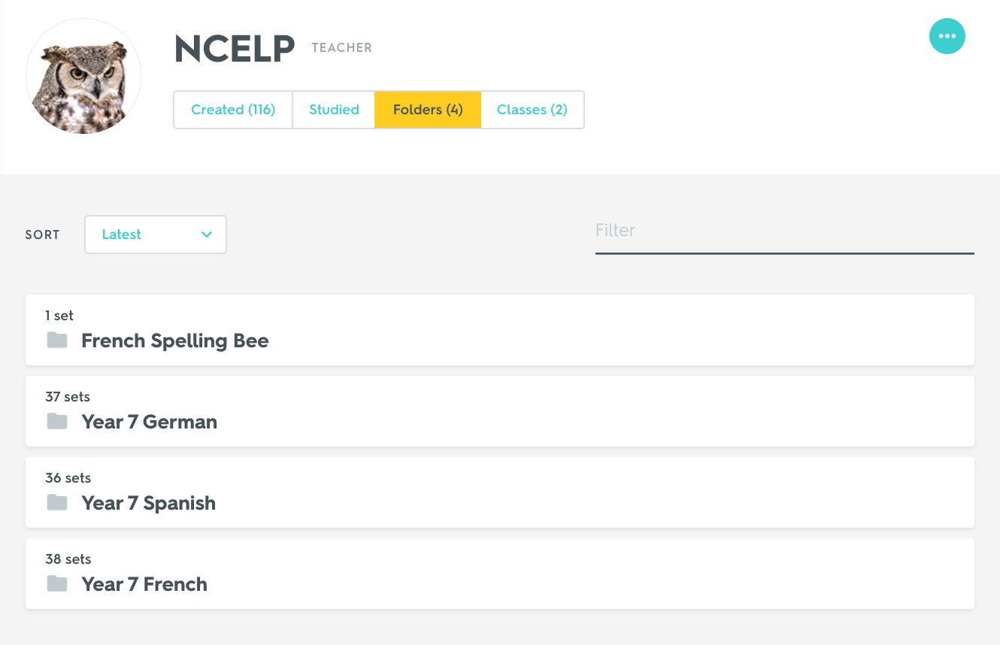 NCELP TEACHER
Created (116) Studied Folders (4) Classes (2)
SORT Latest Filter
1 set
French Spelling Bee
37 sets
Year 7 German
36 sets
Year 7 Spanish
38 sets
Year 7 French